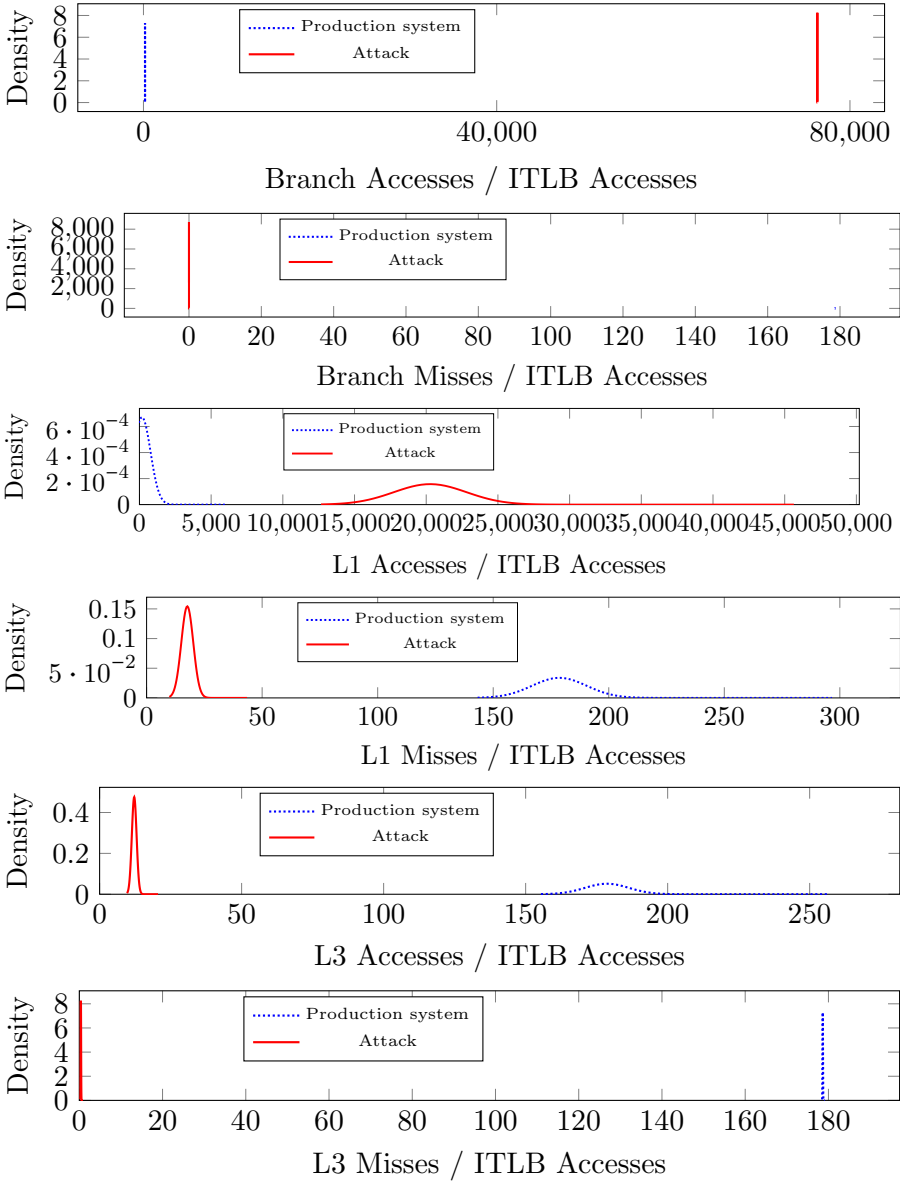 Density
8
6
4
2
0
Production system
Attack
0 40,000 80,000
Branch Accesses / ITLB Accesses
Density
8,000
6,000
4,000
2,000
0
Production system
Attack
0 20 40 60 80 100 120 140 160 180
Branch Misses / ITLB Accesses
Density
6 · 10⁻⁴
4 · 10⁻⁴
2 · 10⁻⁴
0
Production system
Attack
0 5,000 10,000 15,000 20,000 25,000 30,000 35,000 40,000 45,000 50,000
L1 Accesses / ITLB Accesses
Density
0.15
0.1
5 · 10⁻²
0
Production system
Attack
0 50 100 150 200 250 300
L1 Misses / ITLB Accesses
Density
0.4
0.2
0
Production system
Attack
0 50 100 150 200 250
L3 Accesses / ITLB Accesses
Density
8
6
4
2
0
Production system
Attack
0 20 40 60 80 100 120 140 160 180
L3 Misses / ITLB Accesses